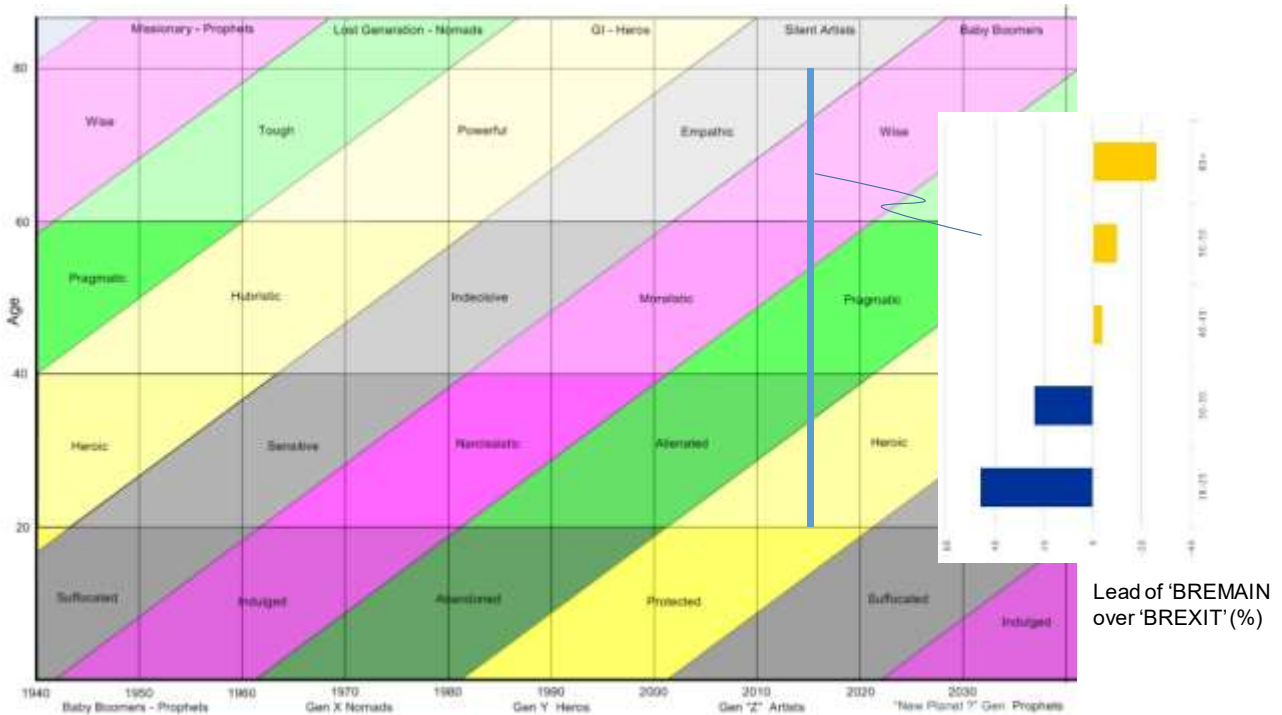 Missionary - Prophets
Lost Generation - Nomads
GI - Heros
Silent Artists
Baby Boomers
80
Wise
Tough
Powerful
Empathic
Wise
60
Pragmatic
Hubristic
Indecisive
Moralistic
Pragmatic
Age
40
Heroic
Sensitive
Narcissistic
Alienated
Heroic
20
Suffocated
Indulged
Abandoned
Protected
Suffocated
Indulged
1940
1950
1960
1970
1980
1990
2000
2010
2020
2030
Baby Boomers - Prophets
Gen X Nomads
Gen Y Heros
Gen "Z" Artists
"New Planet ?" Gen Prophets
Lead of ‘BREMAIN
over ‘BREXIT’ (%)